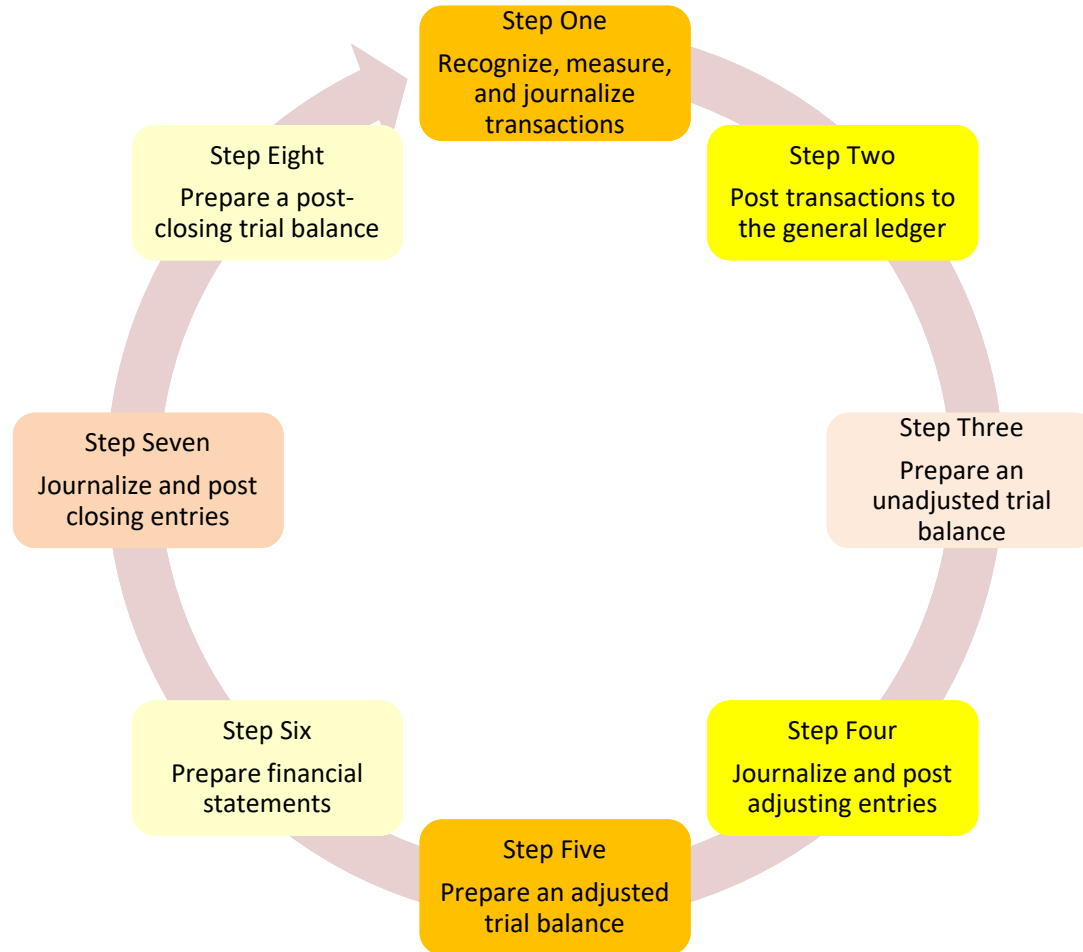 Step One
Recognize, measure,
and journalize
transactions
Step Two
Post transactions to
the general ledger
Step Three
Prepare an
unadjusted trial
balance
Step Four
Journalize and post
adjusting entries
Step Five
Prepare an adjusted
trial balance
Step Six
Prepare financial
statements
Step Seven
Journalize and post
closing entries
Step Eight
Prepare a post-
closing trial balance